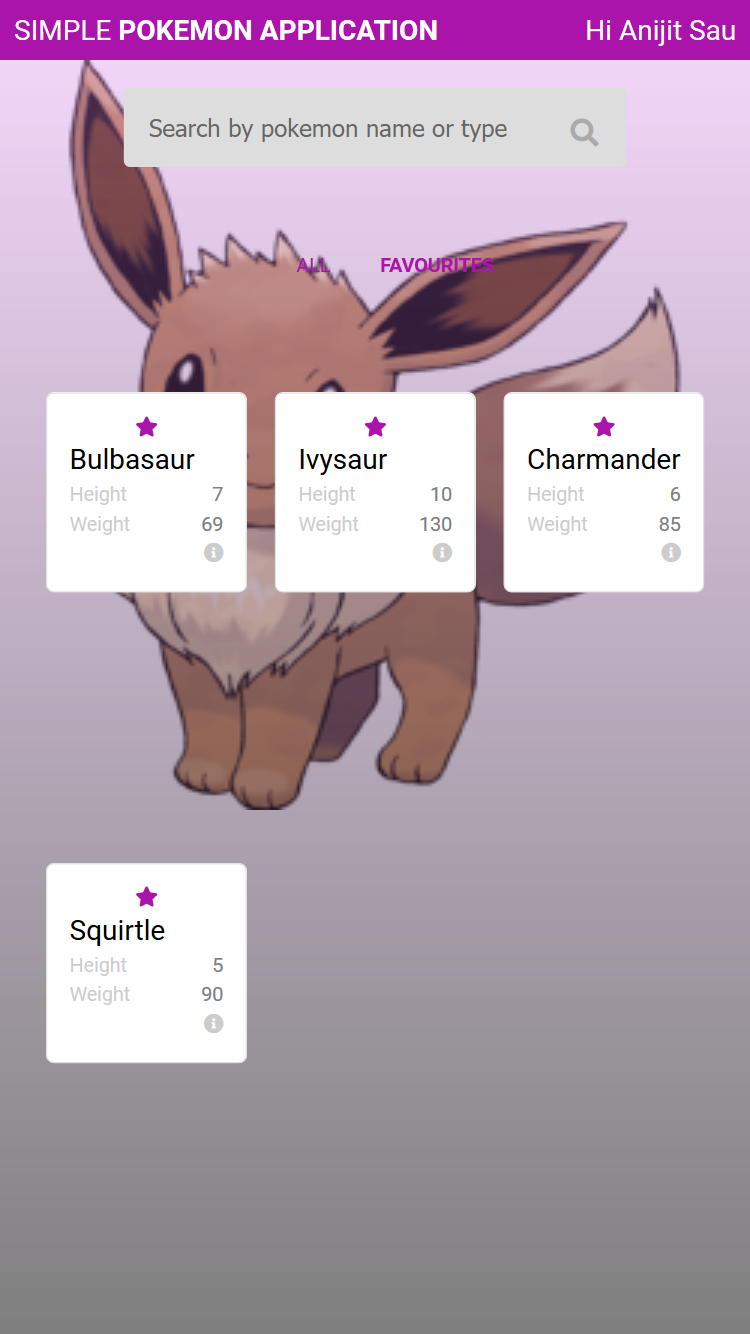 SIMPLE POKEMON APPLICATION Hi Anijit Sau
Search by pokemon name or type
ALL FAVOURITES
Bulbasaur Ivysaur Charmander
Height 7 Height 10 Height 6
Weight 69 Weight 130 Weight 85
Squirtle
Height 5
Weight 90